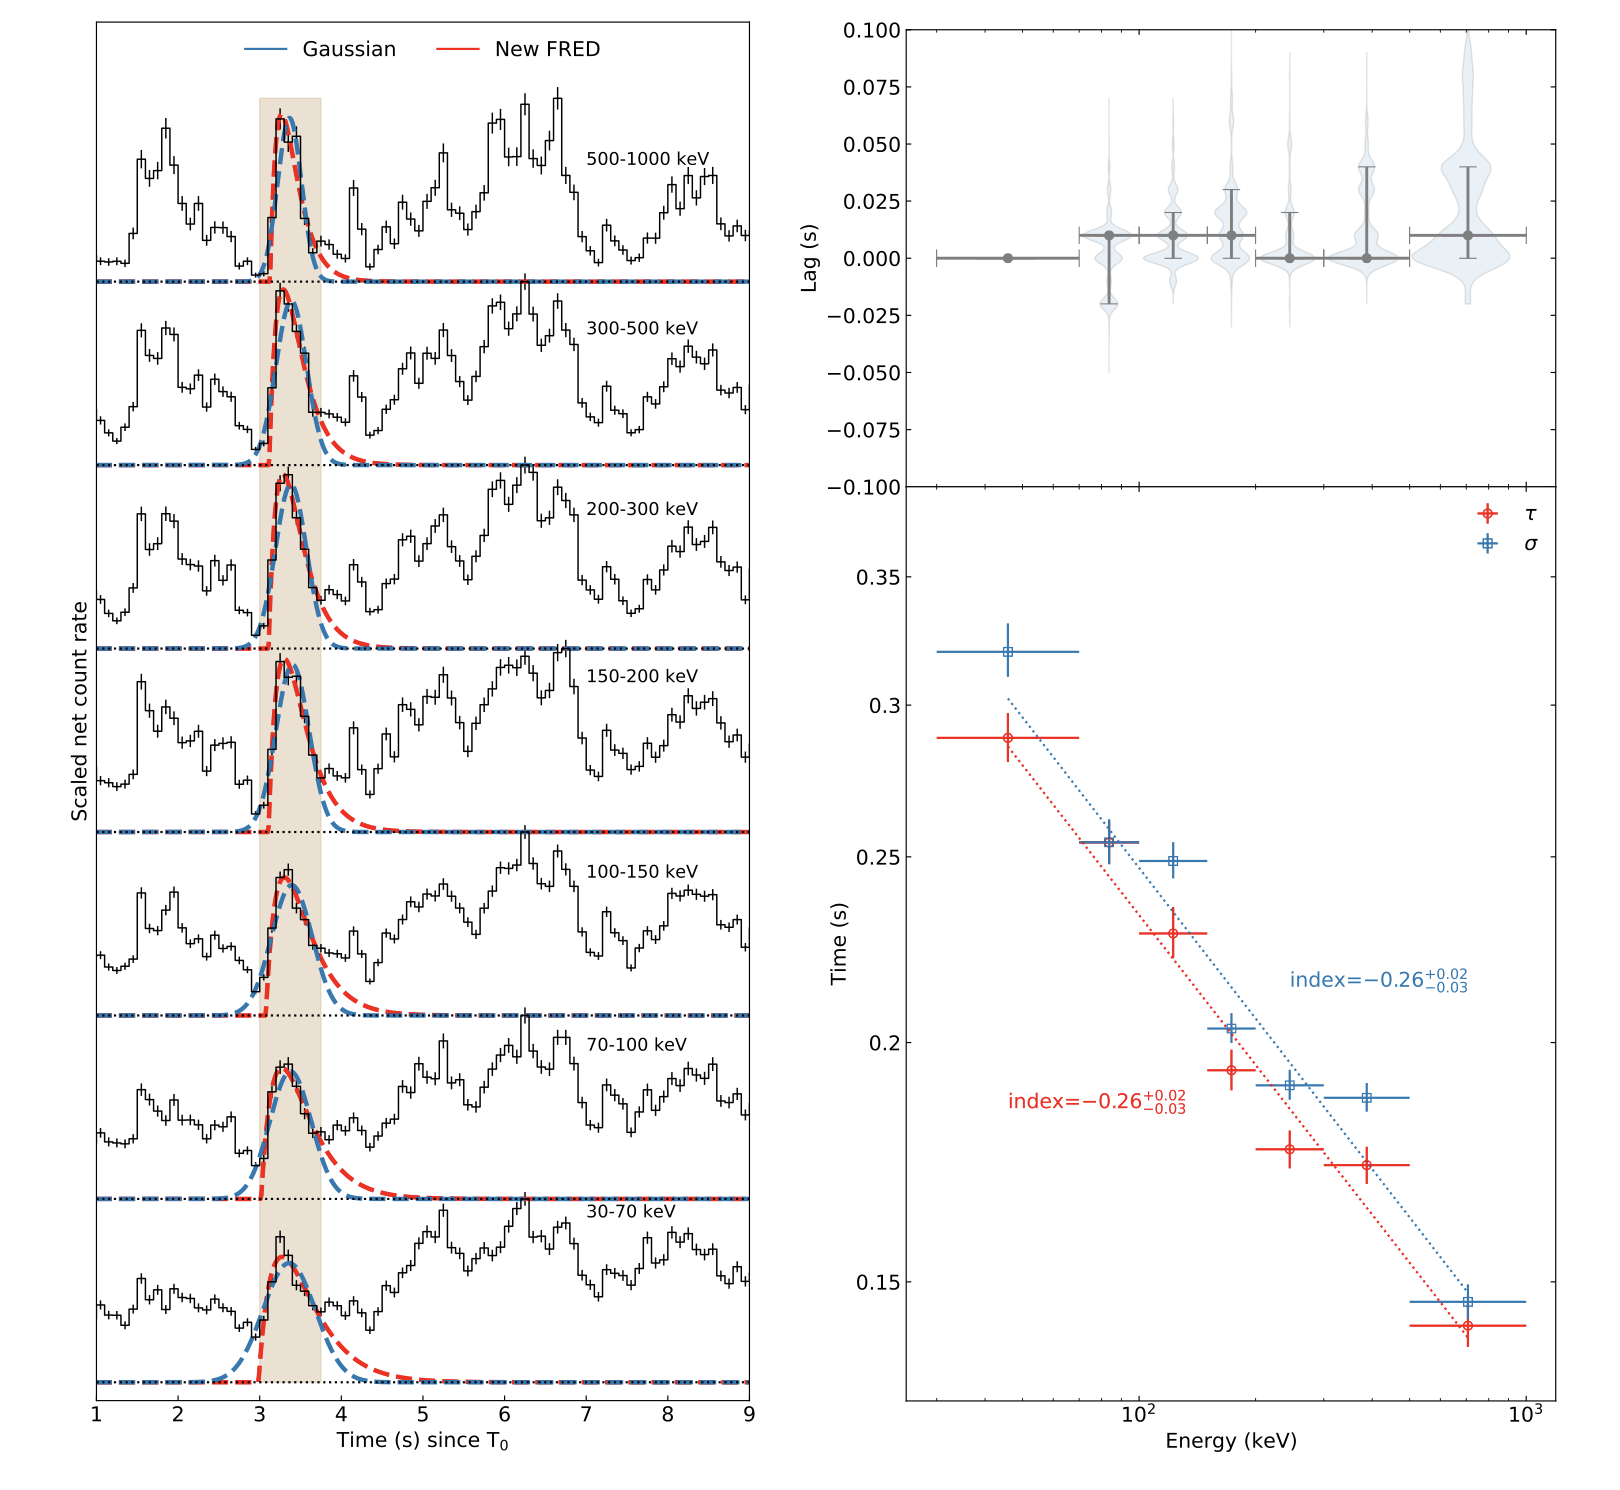 Gaussian
New FRED
500-1000 keV
300-500 keV
200-300 keV
150-200 keV
100-150 keV
70-100 keV
30-70 keV
Scaled net count rate
1 2 3 4 5 6 7 8 9
Time (s) since T₀
0.100
0.075
0.050
0.025
0.000
−0.025
−0.050
−0.075
−0.100
Lag (s)
τ
σ
0.35
0.3
0.25
0.2
0.15
Time (s)
index=−0.26+0.02−0.03
index=−0.26+0.02−0.03
10² 10³
Energy (keV)